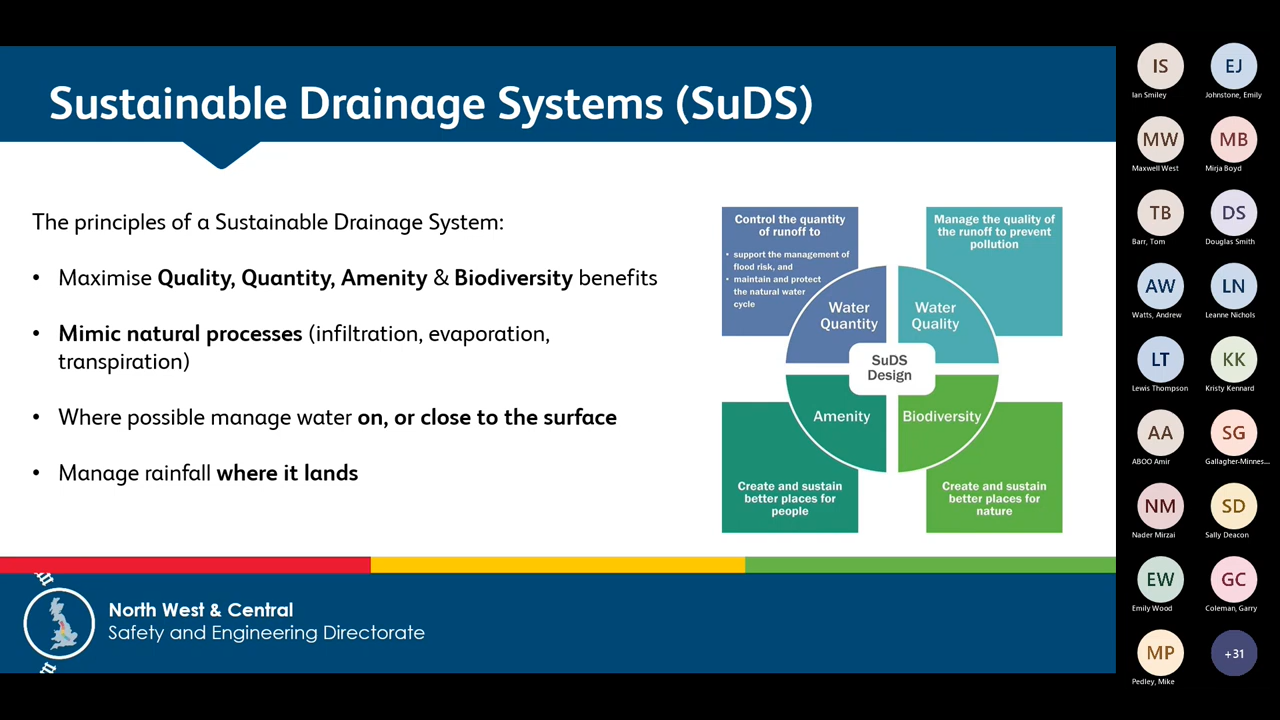 Sustainable Drainage Systems (SuDS)
The principles of a Sustainable Drainage System:
• Maximise Quality, Quantity, Amenity & Biodiversity benefits
• Mimic natural processes (infiltration, evaporation,
transpiration)
• Where possible manage water on, or close to the surface
• Manage rainfall where it lands
Control the quantity
of runoff to
• support the management of
flood risk, and
• maintain and protect
the natural water
cycle
Manage the quality of
the runoff to prevent
pollution
Water
Quantity
Water
Quality
SuDS
Design
Amenity
Biodiversity
Create and sustain
better places for
people
Create and sustain
better places for
nature
North West & Central
Safety and Engineering Directorate
IS
Ian Smiley
EJ
Johnstone, Emily
MW
Maxwell West
MB
Mirja Boyd
TB
Barr, Tom
DS
Douglas Smith
AW
Watts, Andrew
LN
Leanne Nichols
LT
Lewis Thompson
KK
Kristy Kennard
AA
ABOO Amir
SG
Gallagher-Minnes...
NM
Nader Mirzai
SD
Sally Deacon
EW
Emily Wood
GC
Coleman, Garry
MP
Pedley, Mike
+31